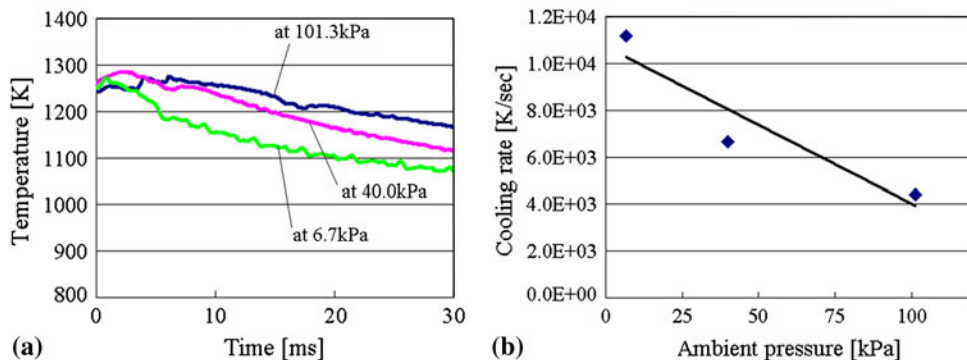 1400
1300
1200
1100
1000
900
800
0
10
20
30
Temperature [K]
Time [ms]
at 101.3kPa
at 40.0kPa
at 6.7kPa
(a)
1.2E+04
1.0E+04
8.0E+03
6.0E+03
4.0E+03
2.0E+03
0.0E+00
0
25
50
75
100
Cooling rate [K/sec]
Ambient pressure [kPa]
(b)